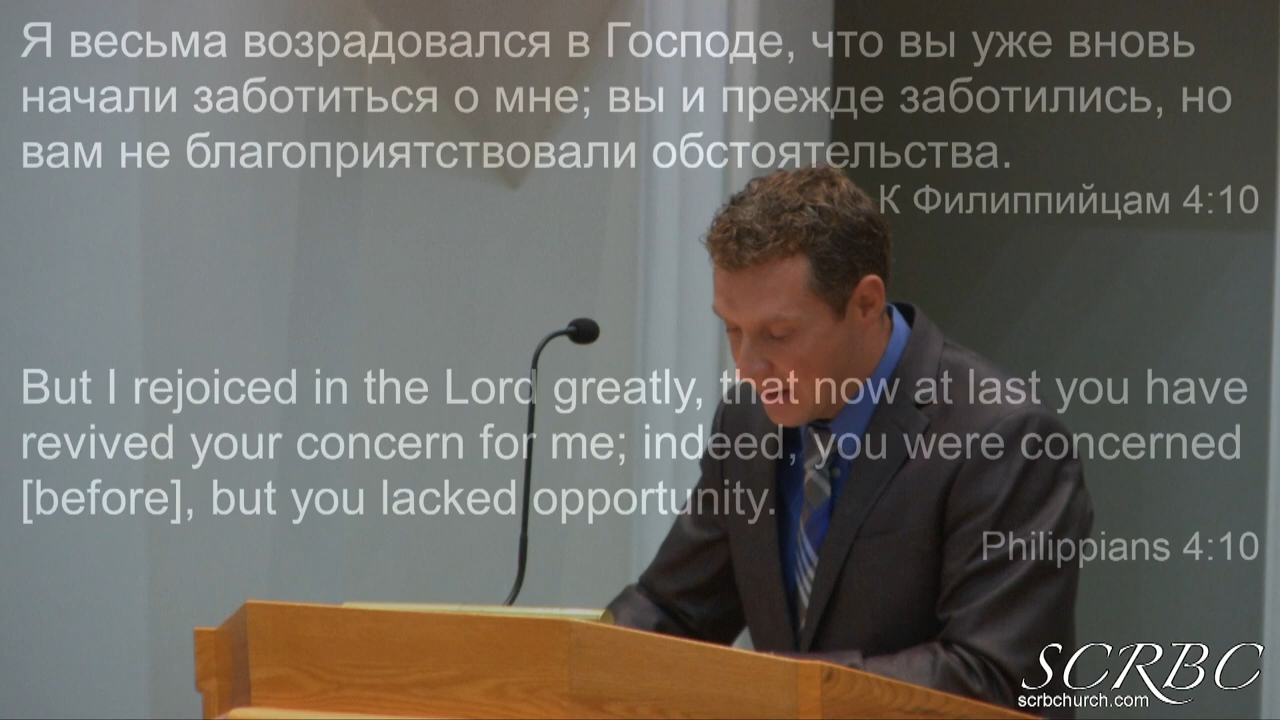 Я весьма возрадовался в Господе, что вы уже вновь
начали заботиться о мне; вы и прежде заботились, но
вам не благоприятствовали обстоятельства.
К Филиппийцам 4:10
But I rejoiced in the Lord greatly, that now at last you have
revived your concern for me; indeed, you were concerned
[before], but you lacked opportunity.
Philippians 4:10
SCRBC
scrbchurch.com